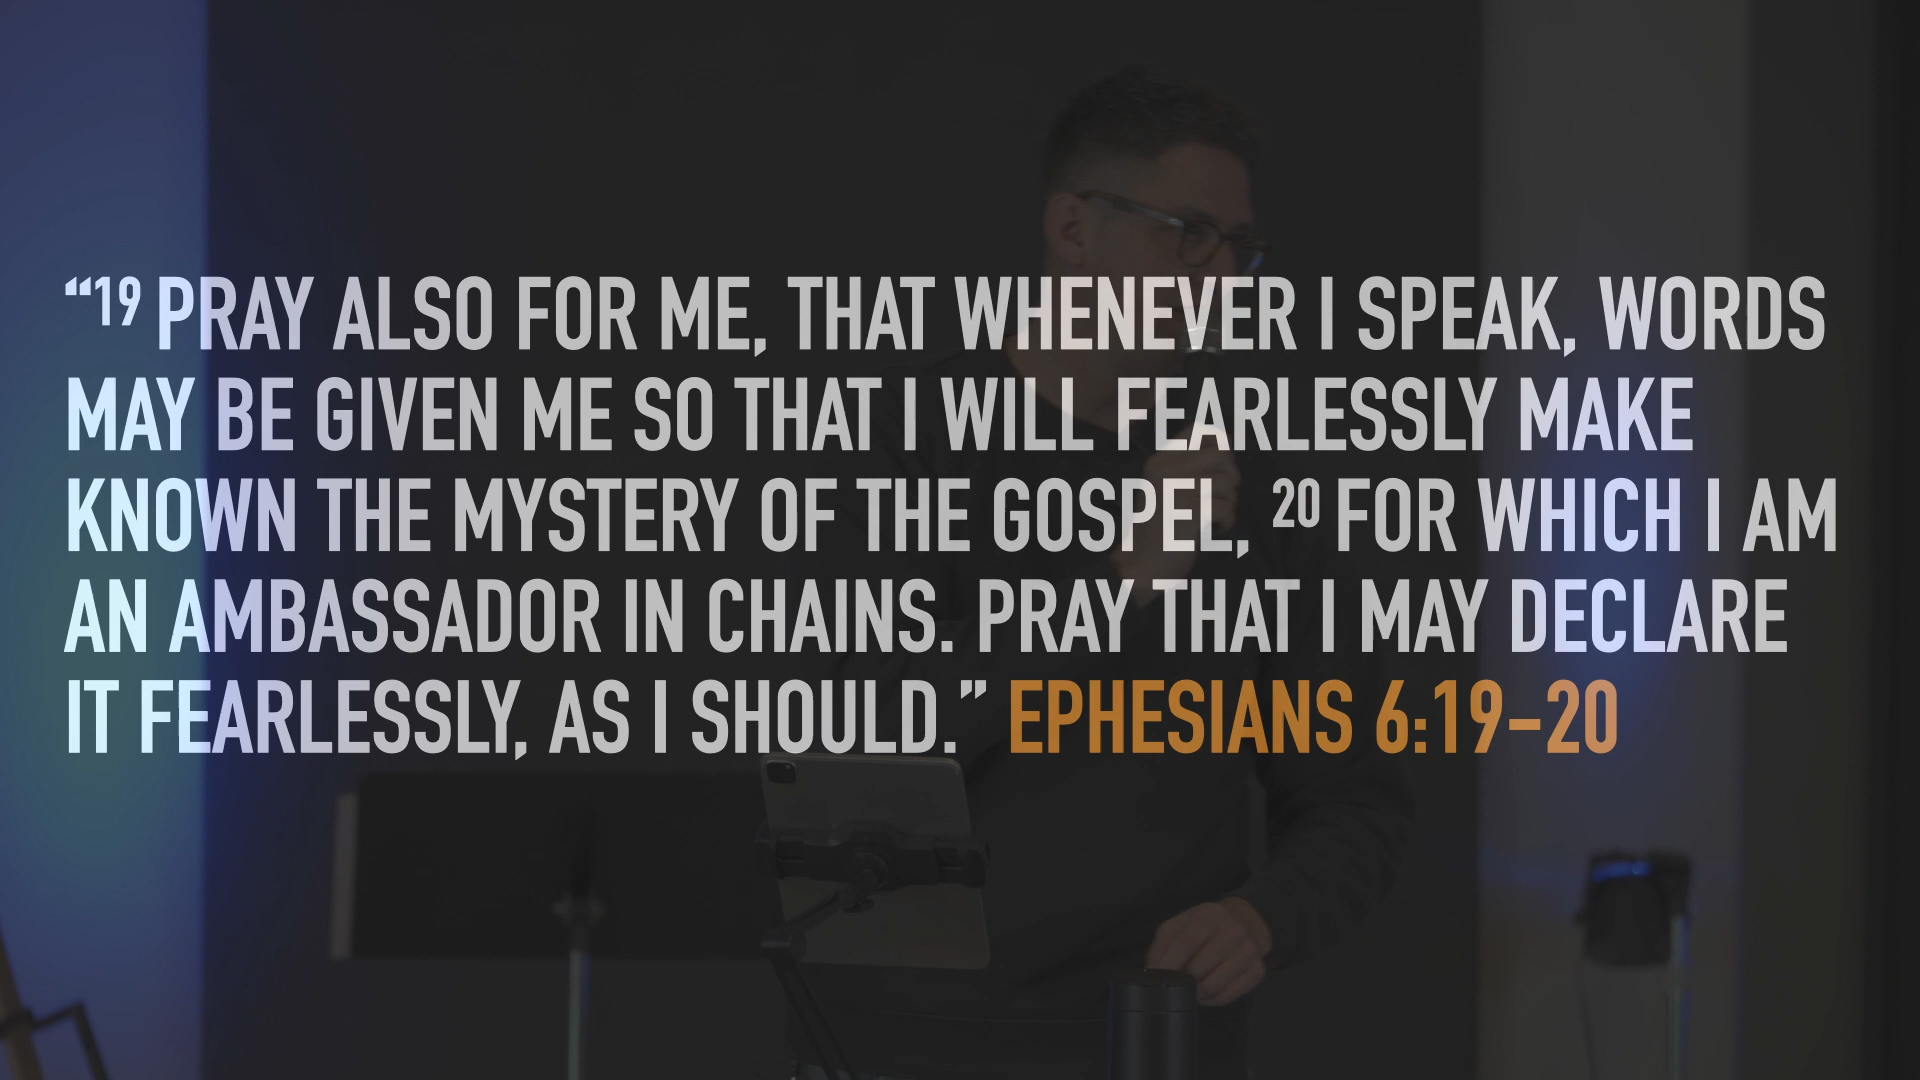 “19 PRAY ALSO FOR ME, THAT WHENEVER I SPEAK, WORDS
MAY BE GIVEN ME SO THAT I WILL FEARLESSLY MAKE
KNOWN THE MYSTERY OF THE GOSPEL, 20 FOR WHICH I AM
AN AMBASSADOR IN CHAINS. PRAY THAT I MAY DECLARE
IT FEARLESSLY, AS I SHOULD.” EPHESIANS 6:19–20